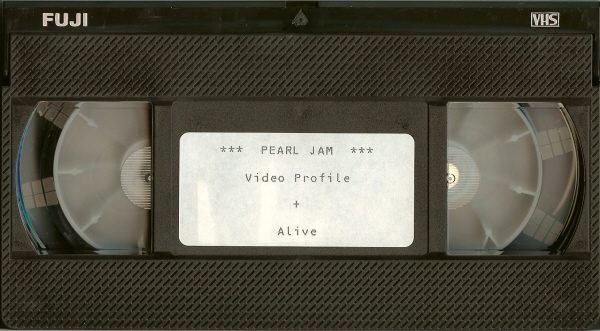 FUJI VHS
*** PEARL JAM ***
Video Profile
+
Alive